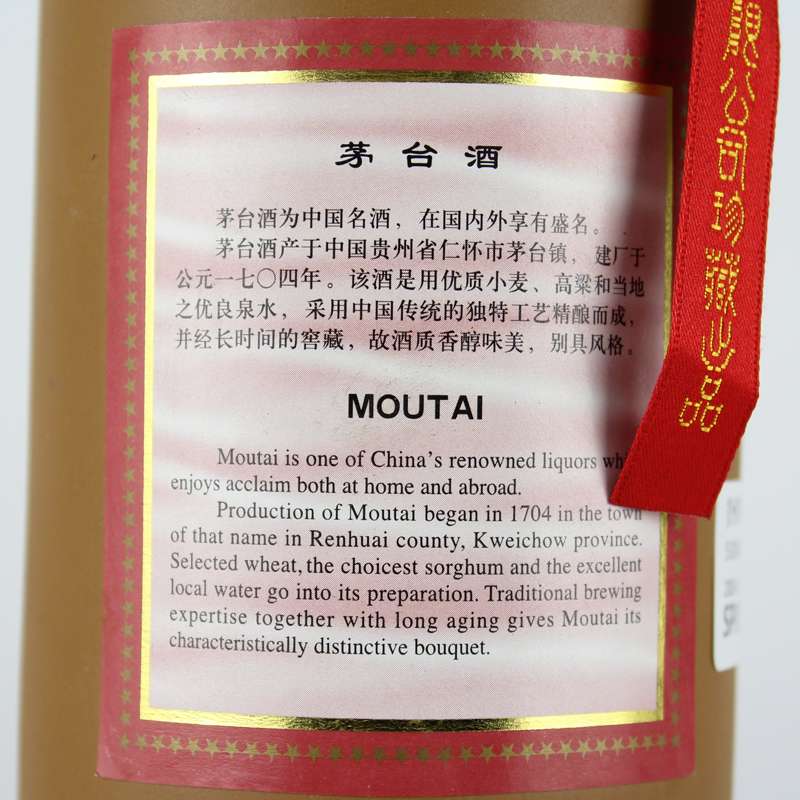 茅台酒
茅台酒为中国名酒，在国内外享有盛名。
茅台酒产于中国贵州省仁怀市茅台镇，建厂于
公元一七〇四年。该酒是用优质小麦、高粱和当地
之优良泉水，采用中国传统的独特工艺精酿而成，
并经长时间的窖藏，故酒质香醇味美，别具风格。
MOUTAI
Moutai is one of China's renowned liquors
enjoys acclaim both at home and abroad.
Production of Moutai began in 1704 in the town
of that name in Renhuai county, Kweichow province.
Selected wheat, the choicest sorghum and the excellent
local water go into its preparation. Traditional brewing
expertise together with long aging gives Moutai its
characteristically distinctive bouquet.
公司珍藏出品